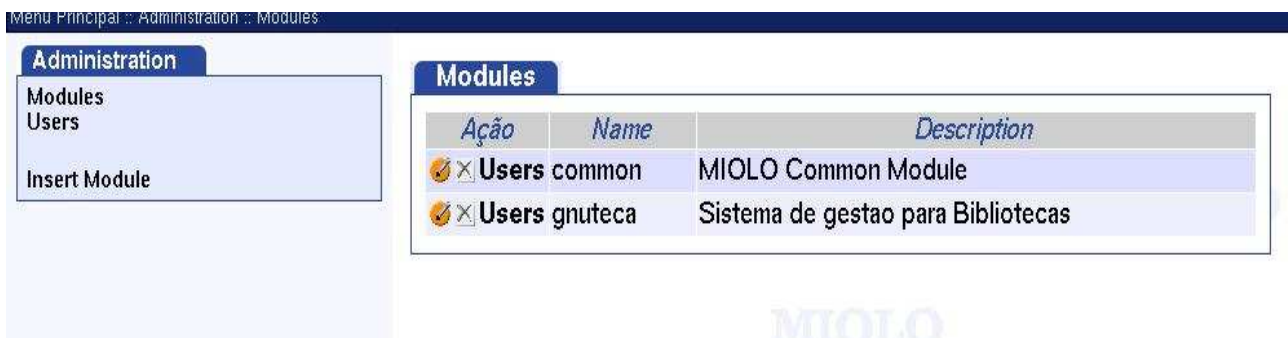 Menu Principal :: Administration :: Modules
Administration
Modules
Users
Insert Module
Modules
Ação Name Description
Users common MIOLO Common Module
Users gnuteca Sistema de gestao para Bibliotecas
MIOLO